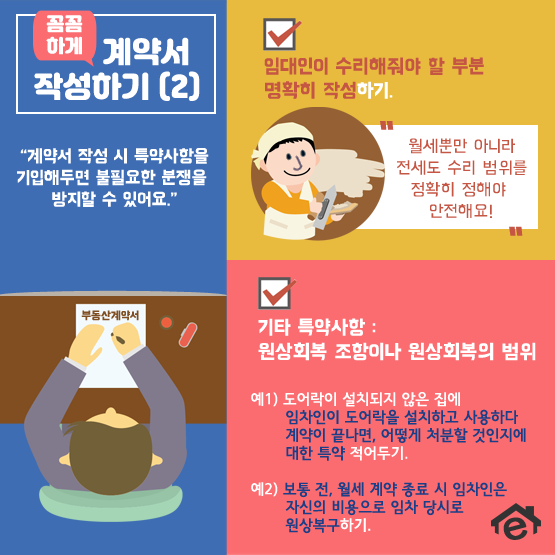 꼼꼼
하게
계약서
작성하기 (2)
“계약서 작성 시 특약사항을
기입해두면 불필요한 분쟁을
방지할 수 있어요.”
부동산계약서
임대인이 수리해줘야 할 부분
명확히 작성하기.
월세뿐만 아니라
전세도 수리 범위를
정확히 정해야
안전해요!
기타 특약사항 :
원상회복 조항이나 원상회복의 범위
예1) 도어락이 설치되지 않은 집에
임차인이 도어락을 설치하고 사용하다
계약이 끝나면, 어떻게 처분할 것인지에
대한 특약 적어두기.
예2) 보통 전, 월세 계약 종료 시 임차인은
자신의 비용으로 임차 당시로
원상복구하기.
e